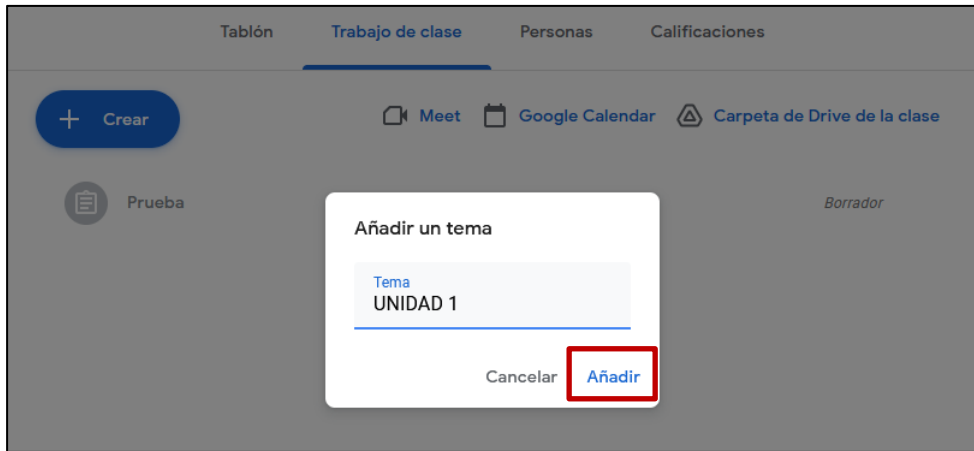 Tablón Trabajo de clase Personas Calificaciones
+ Crear Meet Google Calendar Carpeta de Drive de la clase
Prueba Borrador
Añadir un tema
Tema
UNIDAD 1
Cancelar Añadir